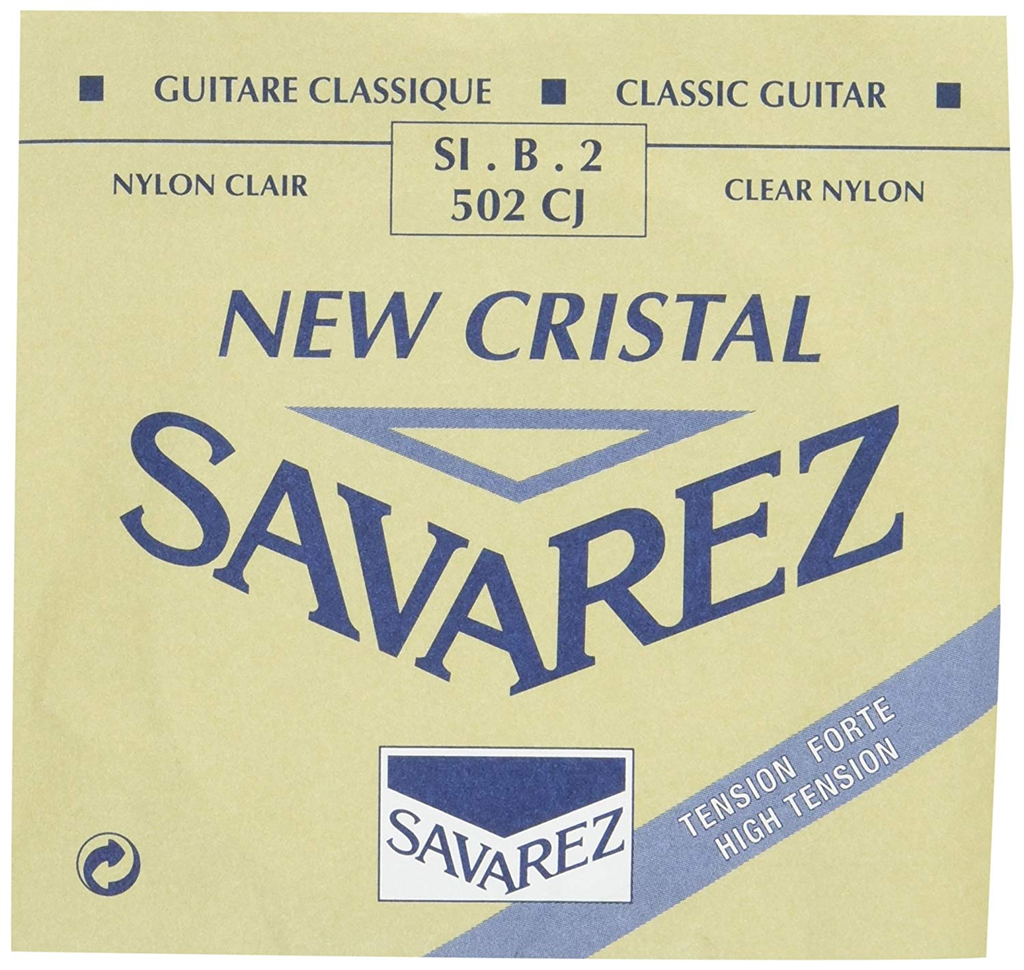 GUITARE CLASSIQUE CLASSIC GUITAR
SI . B . 2
NYLON CLAIR
502 CJ
CLEAR NYLON
NEW CRISTAL
SAVAREZ
TENSION FORTE
HIGH TENSION
SAVAREZ